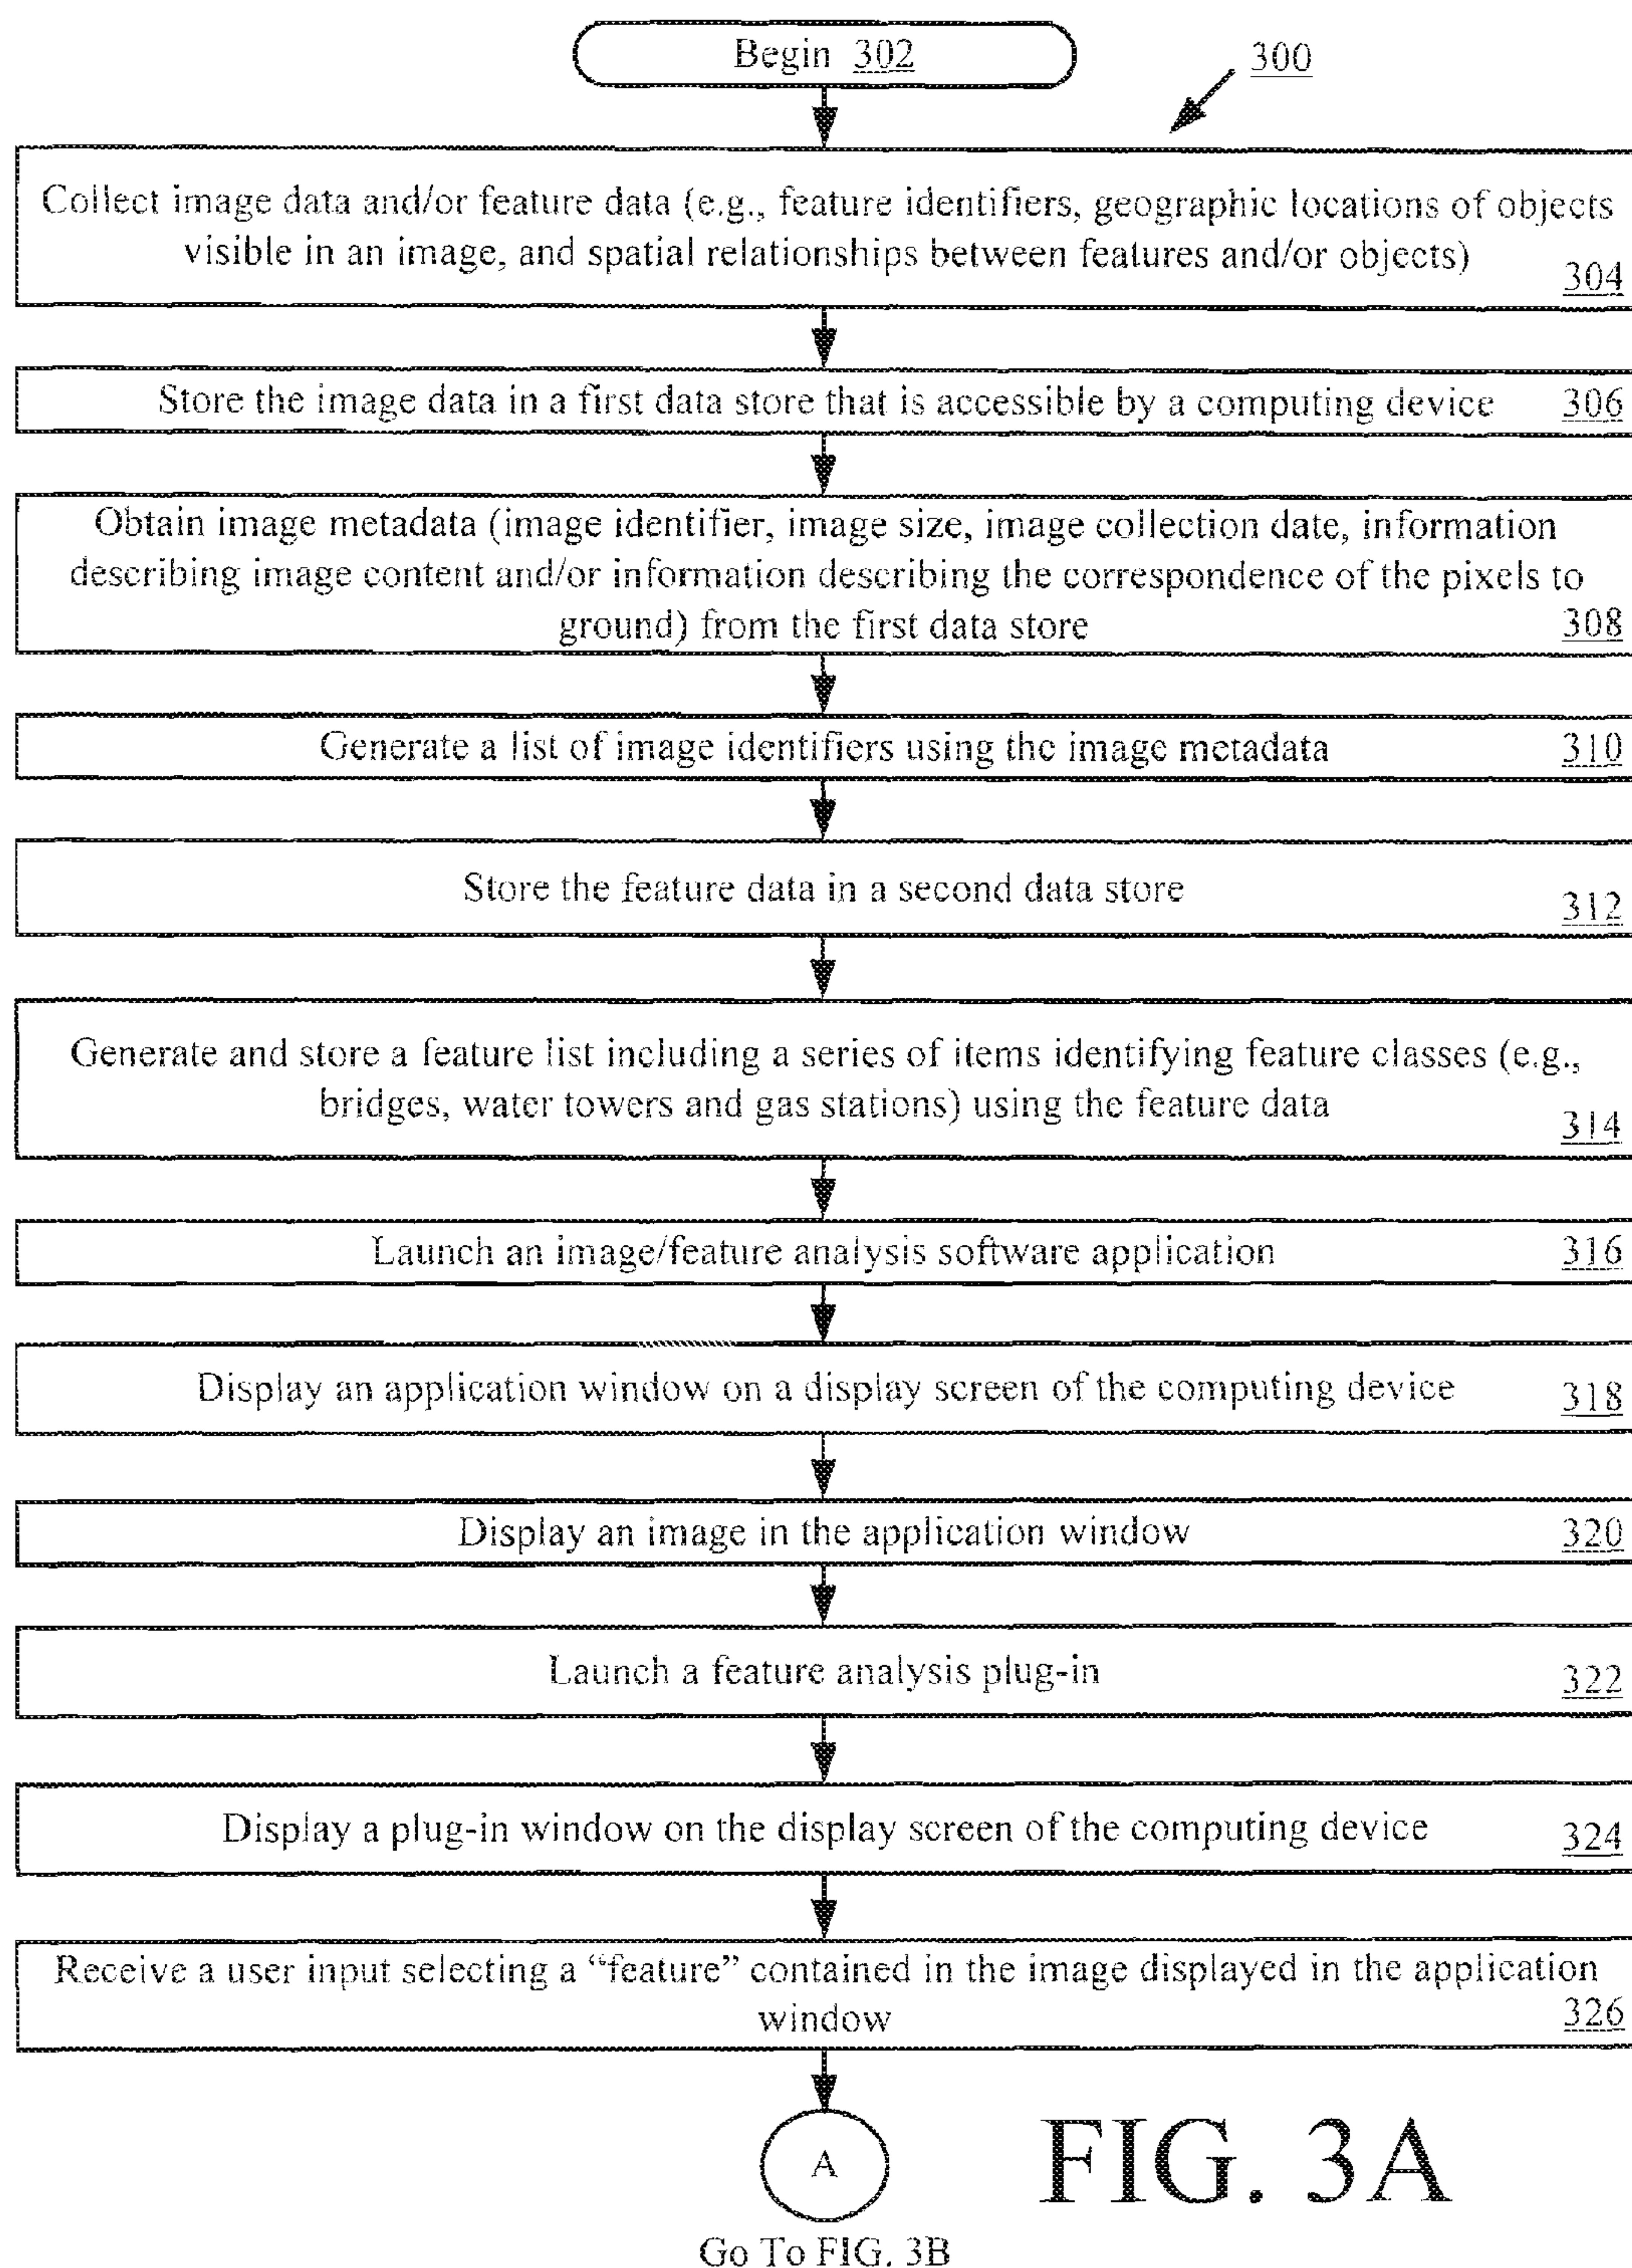 Begin 302
300
Collect image data and/or feature data (e.g., feature identifiers, geographic locations of objects
visible in an image, and spatial relationships between features and/or objects)
304
Store the image data in a first data store that is accessible by a computing device 306
Obtain image metadata (image identifier, image size, image collection date, information
describing image content and/or information describing the correspondence of the pixels to
ground) from the first data store 308
Generate a list of image identifiers using the image metadata 310
Store the feature data in a second data store
312
Generate and store a feature list including a series of items identifying feature classes (e.g.,
bridges, water towers and gas stations) using the feature data
314
Launch an image/feature analysis software application 316
Display an application window on a display screen of the computing device 318
Display an image in the application window 320
Launch a feature analysis plug-in 322
Display a plug-in window on the display screen of the computing device 324
Receive a user input selecting a “feature” contained in the image displayed in the application
window 326
A
FIG. 3A
Go To FIG. 3B